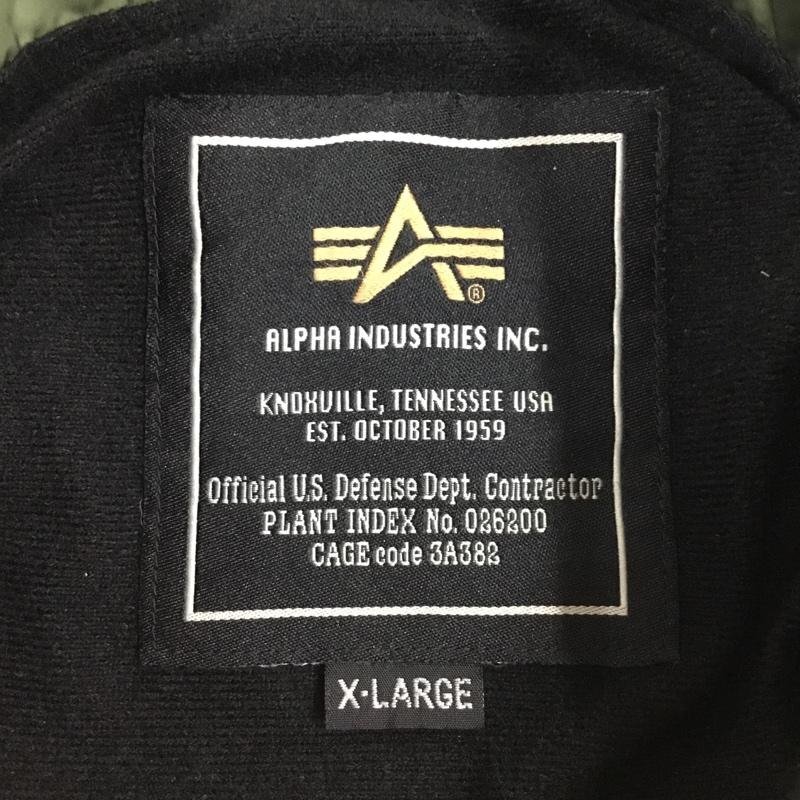 ®
ALPHA INDUSTRIES INC.
KNOXVILLE, TENNESSEE USA
EST. OCTOBER 1959
Official U.S. Defense Dept. Contractor
PLANT INDEX No. 026200
CAGE code 3A382
X-LARGE